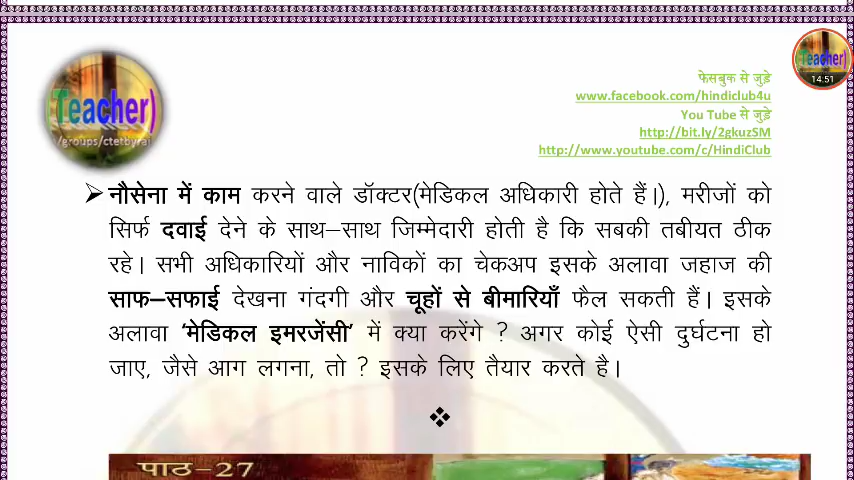 Teacher)
/groups/ctetbyraj
Teacher)
14:51
फेसबुक से जुड़े
www.facebook.com/hindiclub4u
You Tube से जुड़े
http://bit.ly/2gkuzSM
http://www.youtube.com/c/HindiClub
➢ नौसेना में काम करने वाले डॉक्टर(मेडिकल अधिकारी होते हैं।), मरीजों को
सिर्फ दवाई देने के साथ–साथ जिम्मेदारी होती है कि सबकी तबीयत ठीक
रहे। सभी अधिकारियों और नाविकों का चेकअप इसके अलावा जहाज की
साफ–सफाई देखना गंदगी और चूहों से बीमारियाँ फैल सकती हैं। इसके
अलावा 'मेडिकल इमरजेंसी' में क्या करेंगे ? अगर कोई ऐसी दुर्घटना हो
जाए, जैसे आग लगना, तो ? इसके लिए तैयार करते है।
❖
पाठ-27